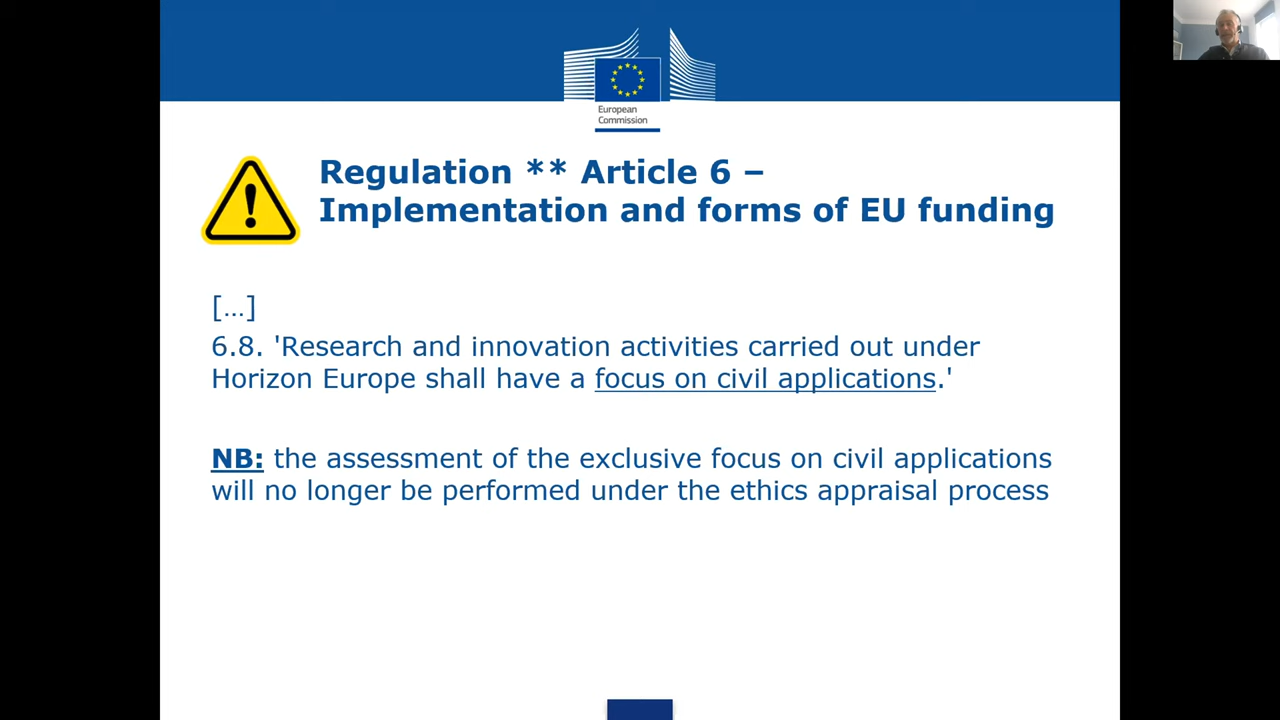 European
Commission
Regulation ** Article 6 –
Implementation and forms of EU funding
[...]
6.8. 'Research and innovation activities carried out under
Horizon Europe shall have a focus on civil applications.'
NB: the assessment of the exclusive focus on civil applications
will no longer be performed under the ethics appraisal process